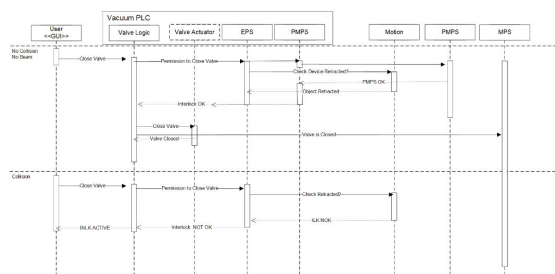 Vacuum PLC
User
<<GUI>>
Valve Logic
Valve Actuator
EPS
PMPS
Motion
PMPS
MPS
No Collision
No Beam
Close Valve
Permission to Close Valve
Check Device Retracted?
PMPS OK
Object Retracted
Interlock OK
Close Valve
Valve is Closed
Valve Closed
Collision
Close Valve
Permission to Close Valve
Check Retracted?
ILK NOK
INLK ACTIVE
Interlock NOT OK